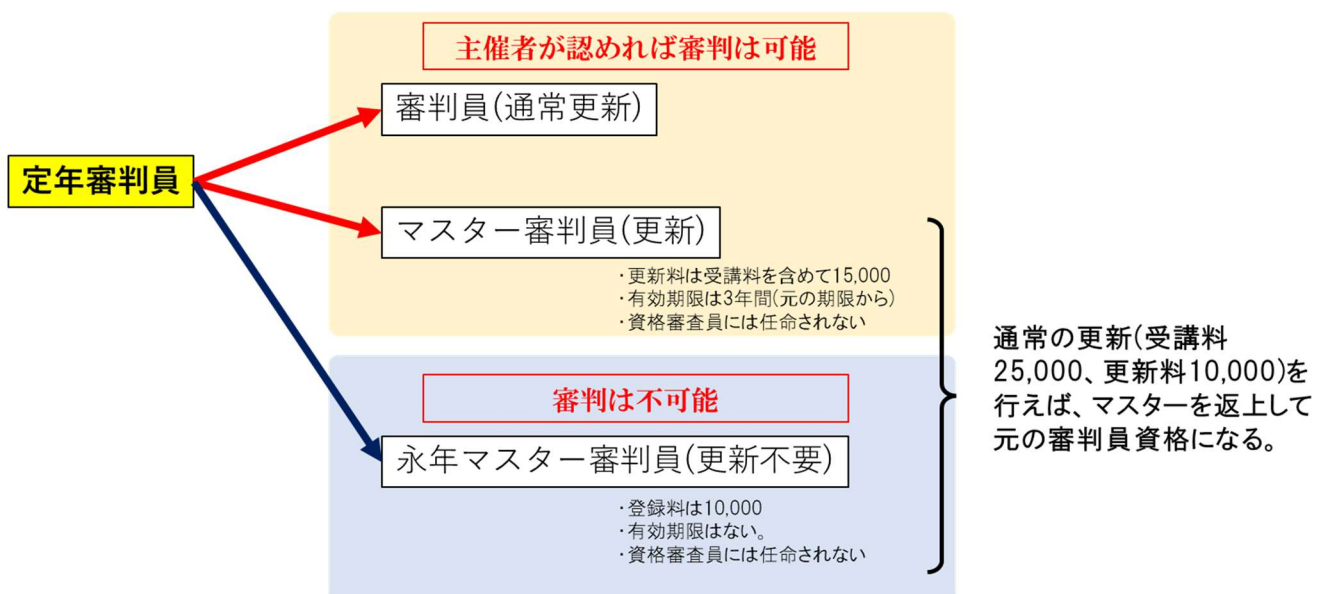 主催者が認めれば審判は可能
審判員(通常更新)
定年審判員
マスター審判員(更新)
・更新料は受講料を含めて15,000
・有効期限は3年間(元の期限から)
・資格審査員には任命されない
審判は不可能
永年マスター審判員(更新不要)
・登録料は10,000
・有効期限はない。
・資格審査員には任命されない
通常の更新(受講料
25,000、更新料10,000)を
行えば、マスターを返上して
元の審判員資格になる。